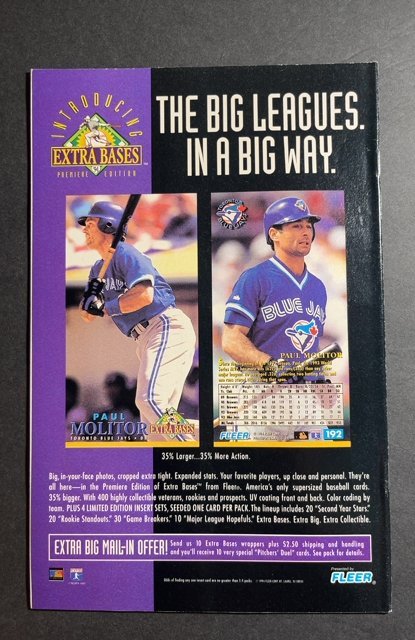 INTRODUCING
EXTRA BASES
PREMIERE EDITION
THE BIG LEAGUES.
IN A BIG WAY.
PAUL
MOLITOR
TORONTO BLUE JAYS • DH
EXTRA BASES
BLUE JAYS
BLUE JAY
PAUL MOLITOR
FLEER
192
35% Larger...35% More Action.
Big, in-your-face photos, cropped extra tight. Expanded stats. Your favorite players, up close and personal. They're
all here—in the Premiere Edition of Extra Bases™ from Fleer®. America's only supersized baseball cards.
35% bigger. With 400 highly collectible veterans, rookies and prospects. UV coating front and back. Color coding by
team. PLUS 4 LIMITED EDITION INSERT SETS, SEEDED ONE CARD PER PACK. The lineup includes 20 "Second Year Stars."
20 "Rookie Standouts." 30 "Game Breakers." 10 "Major League Hopefuls." Extra Bases. Extra Big. Extra Collectible.
EXTRA BIG MAIL-IN OFFER!
Send us 10 Extra Bases wrappers plus $2.50 shipping and handling
and you'll receive 10 very special "Pitchers' Duel" cards. See pack for details.
Presented by
FLEER